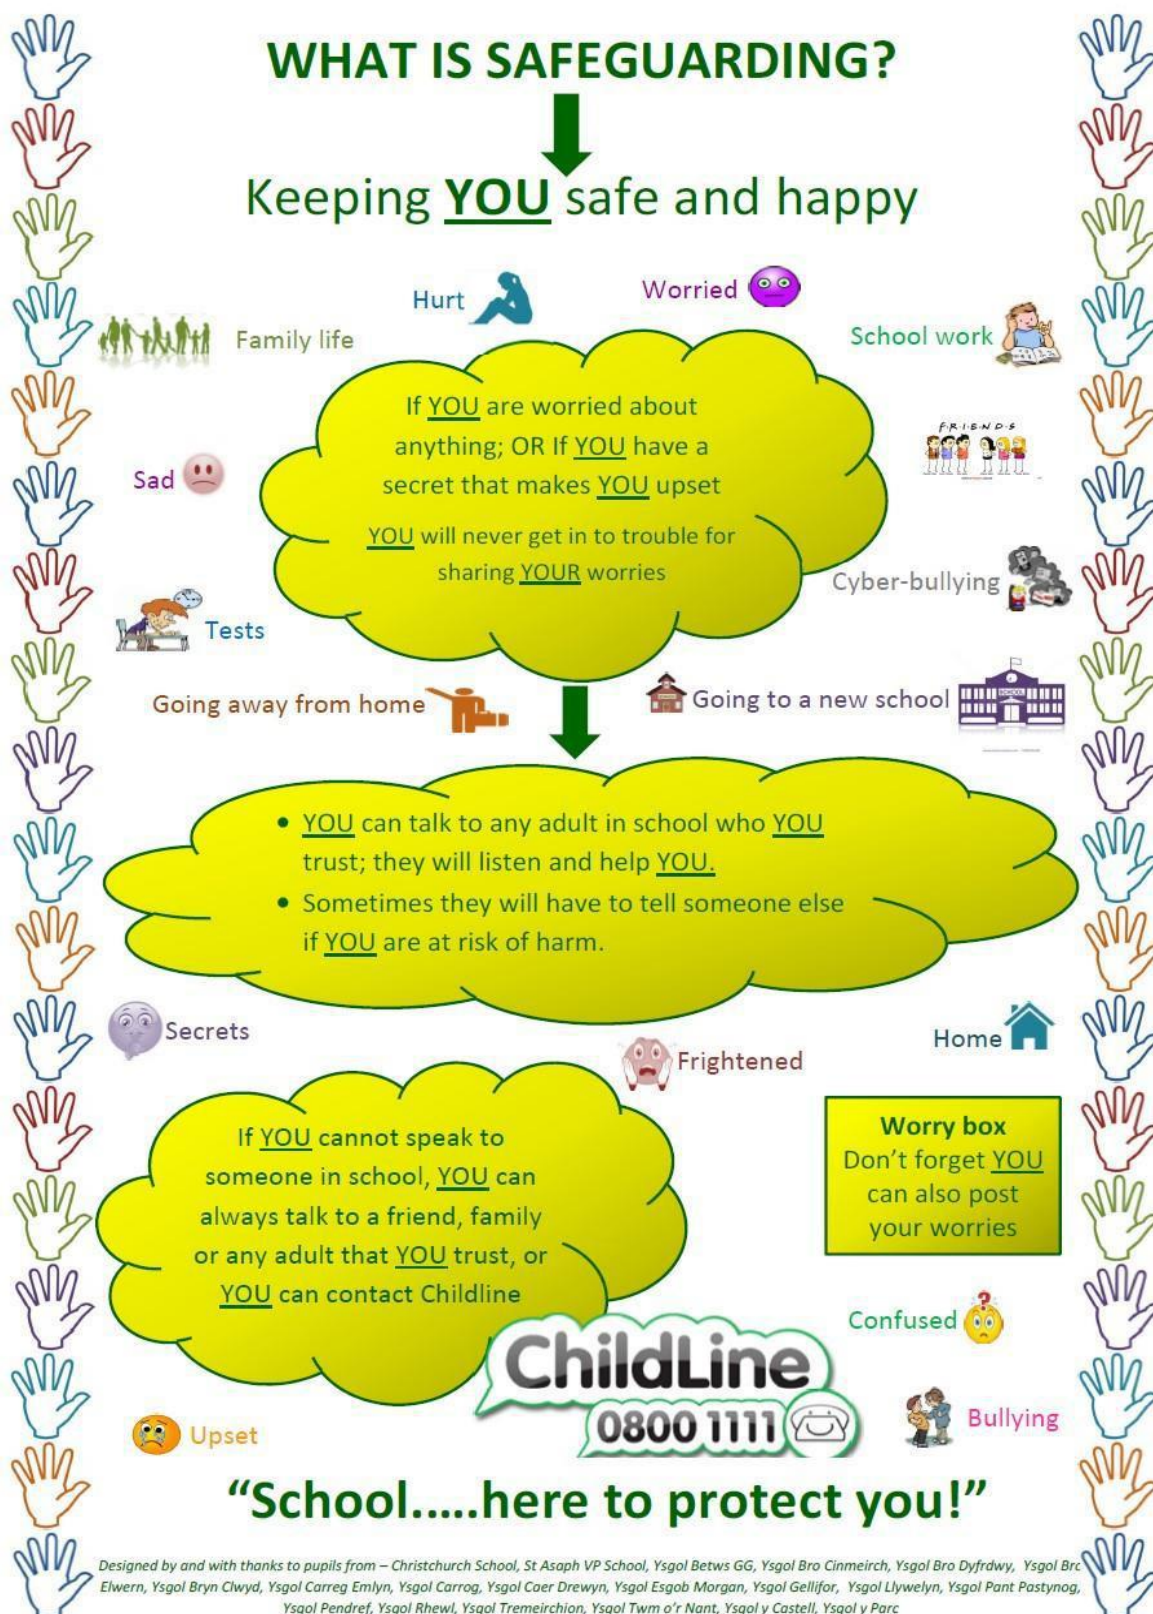 WHAT IS SAFEGUARDING?
Keeping YOU safe and happy
Hurt
Worried
Family life
School work
If YOU are worried about
anything; OR If YOU have a
secret that makes YOU upset
YOU will never get in to trouble for
sharing YOUR worries
F·R·I·E·N·D·S
Sad
Cyber-bullying
Tests
Going away from home
Going to a new school
SCHOOL
• YOU can talk to any adult in school who YOU
trust; they will listen and help YOU.
• Sometimes they will have to tell someone else
if YOU are at risk of harm.
Secrets
Frightened
Home
If YOU cannot speak to
someone in school, YOU can
always talk to a friend, family
or any adult that YOU trust, or
YOU can contact Childline
Worry box
Don't forget YOU
can also post
your worries
Confused
ChildLine
0800 1111
Bullying
Upset
“School.....here to protect you!”
Designed by and with thanks to pupils from – Christchurch School, St Asaph VP School, Ysgol Betws GG, Ysgol Bro Cinmeirch, Ysgol Bro Dyfrdwy, Ysgol Bro
Elwern, Ysgol Bryn Clwyd, Ysgol Carreg Emlyn, Ysgol Carrog, Ysgol Caer Drewyn, Ysgol Esgob Morgan, Ysgol Gellifor, Ysgol Llywelyn, Ysgol Pant Pastynog,
Ysgol Pendref, Ysgol Rhewl, Ysgol Tremeirchion, Ysgol Twm o'r Nant, Ysgol y Castell, Ysgol y Parc